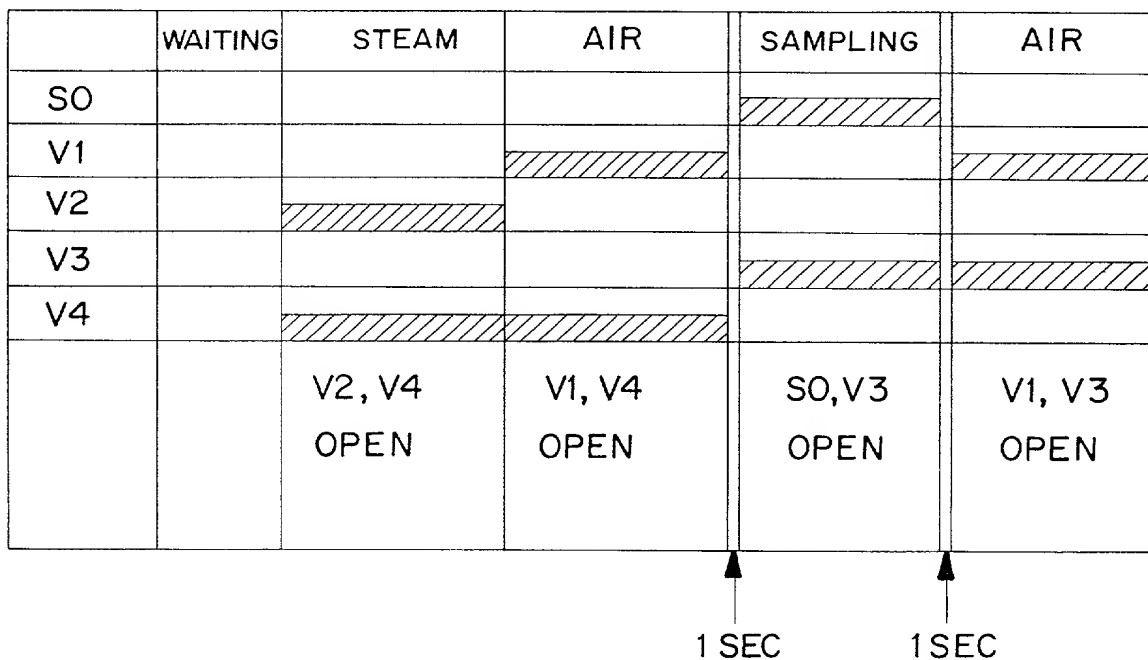 WAITING STEAM AIR SAMPLING AIR
SO
V1
V2
V3
V4
V2, V4 V1, V4 SO,V3 V1, V3
OPEN OPEN OPEN OPEN
1 SEC 1 SEC